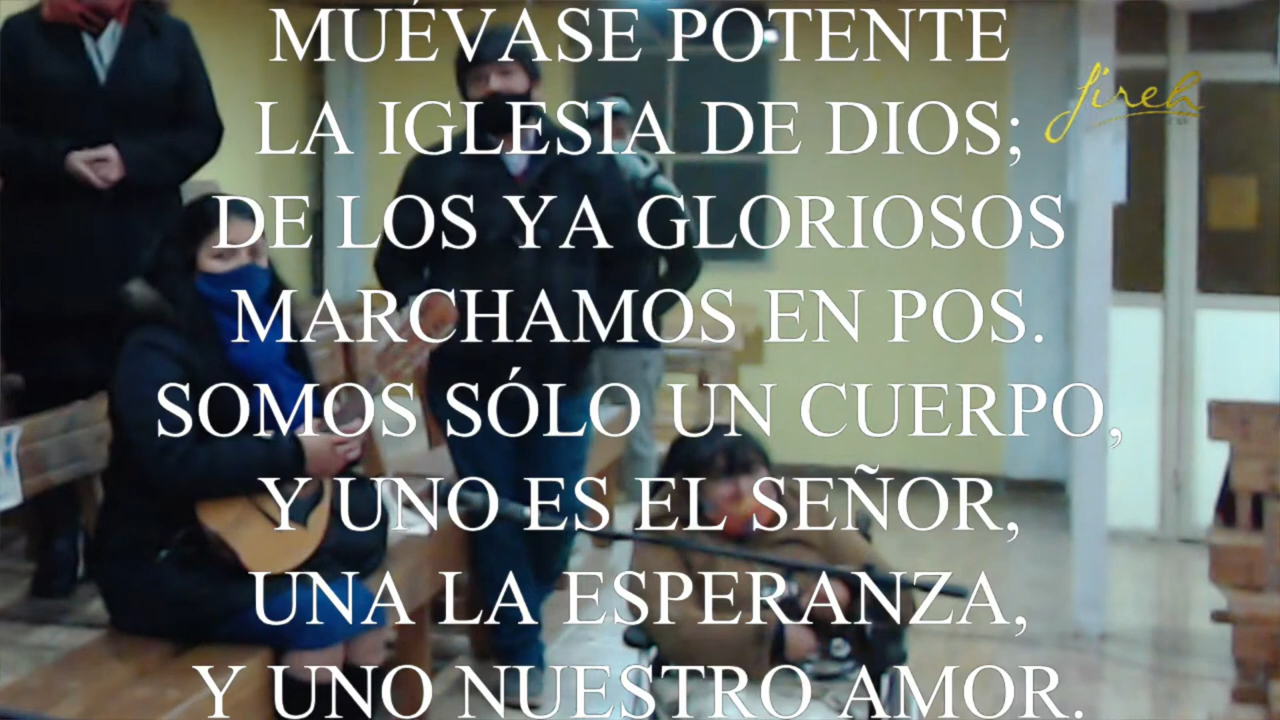 MUÉVASE POTENTE
Jireh
LA IGLESIA DE DIOS;
DE LOS YA GLORIOSOS
MARCHAMOS EN POS.
SOMOS SÓLO UN CUERPO,
Y UNO ES EL SEÑOR,
UNA LA ESPERANZA,
Y UNO NUESTRO AMOR.